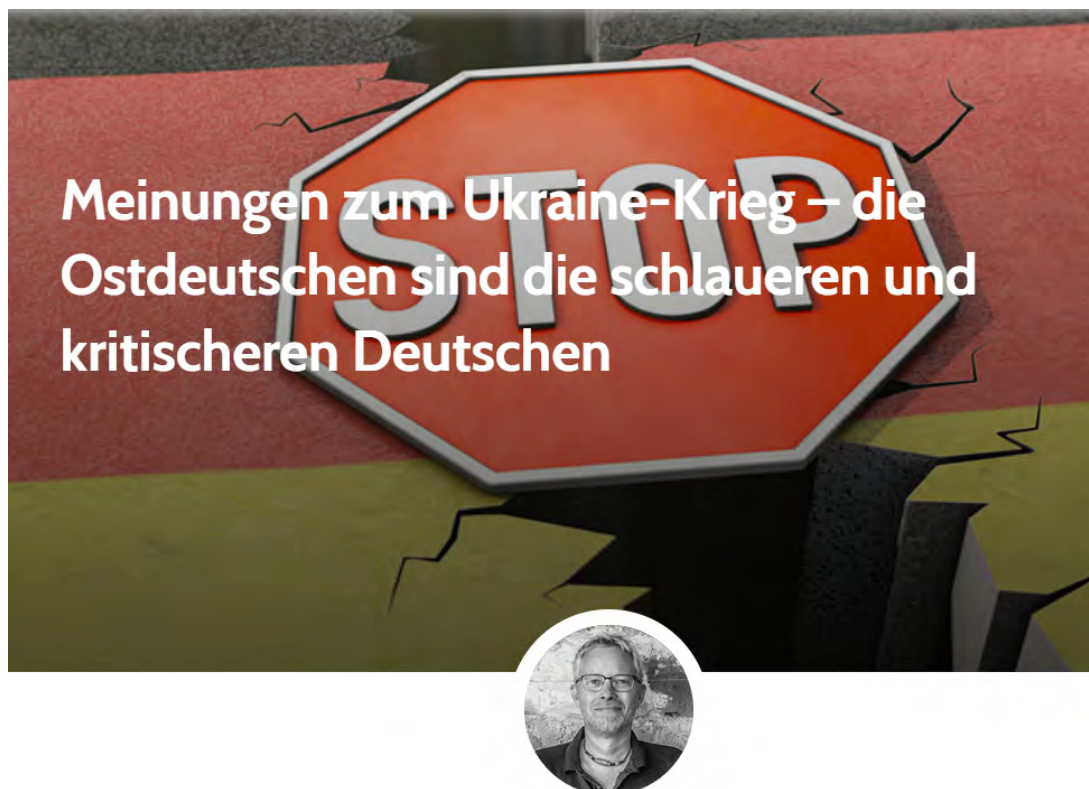 STOP
Meinungen zum Ukraine-Krieg – die
Ostdeutschen sind die schlaueren und
kritischeren Deutschen